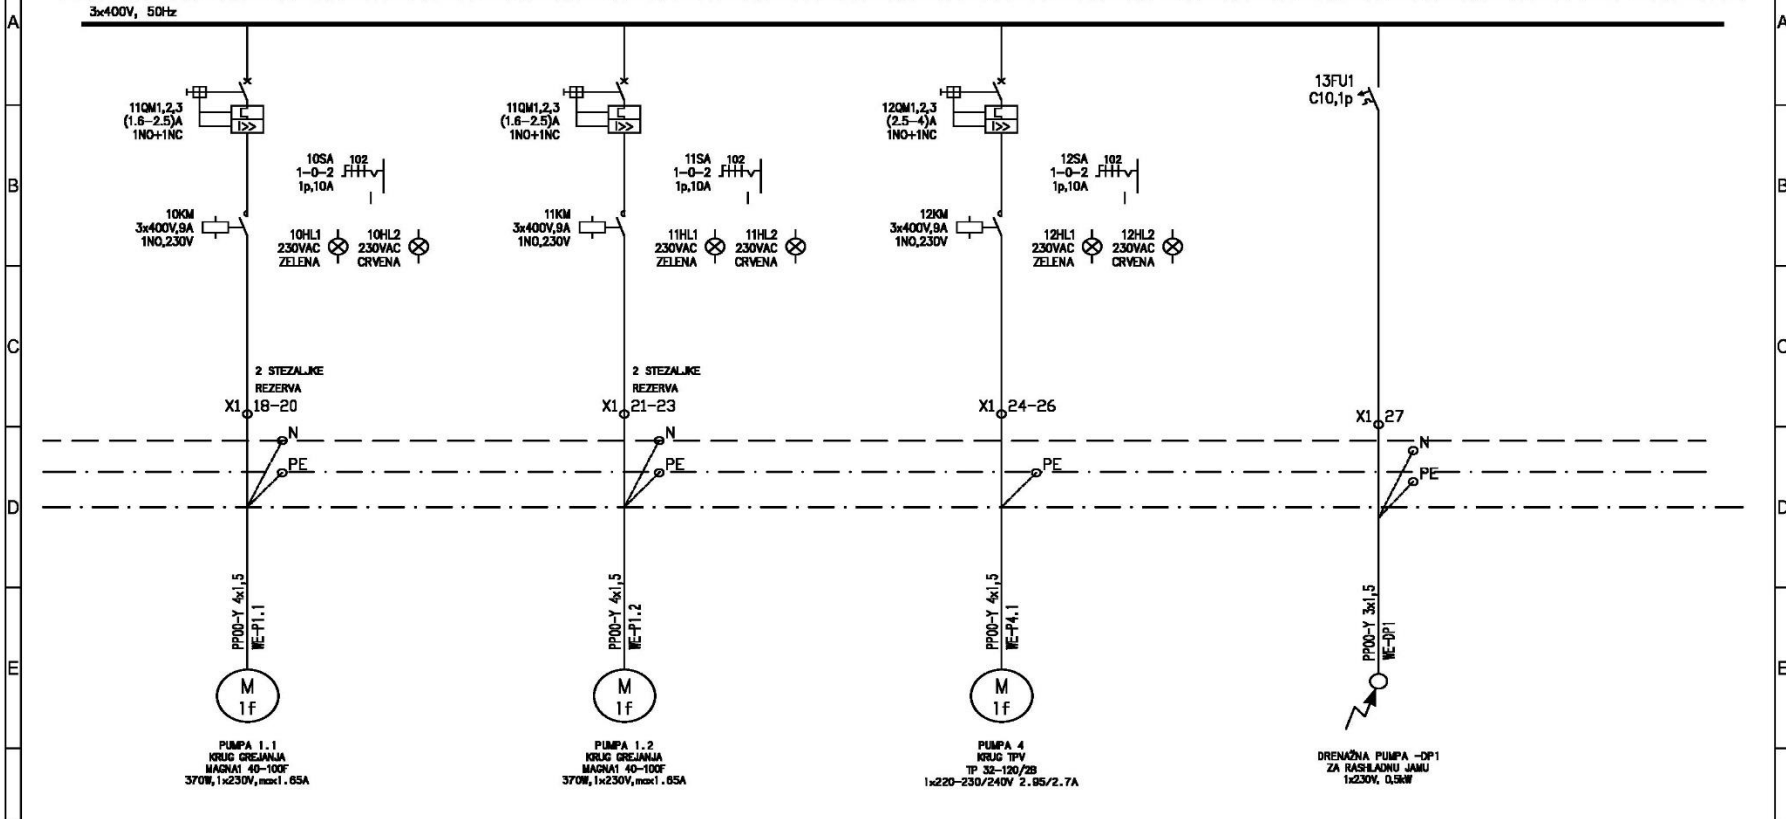 3x400V, 50Hz
A
A
11QM1,2,3
(1.6-2.5)A
1NO+1NC
I>>
11QM1,2,3
(1.6-2.5)A
1NO+1NC
I>>
12QM1,2,3
(2.5-4)A
1NO+1NC
I>>
13FU1
C10,1p
B
B
10SA
1-0-2
1p,10A
102
11SA
1-0-2
1p,10A
102
12SA
1-0-2
1p,10A
102
10KM
3x400V,9A
1NO,230V
10HL1
230VAC
ZELENA
10HL2
230VAC
CRVENA
11KM
3x400V,9A
1NO,230V
11HL1
230VAC
ZELENA
11HL2
230VAC
CRVENA
12KM
3x400V,9A
1NO,230V
12HL1
230VAC
ZELENA
12HL2
230VAC
CRVENA
C
C
2 STEZALJKE
REZERVA
X1 18-20
2 STEZALJKE
REZERVA
X1 21-23
X1 24-26
X1 27
N
PE
N
PE
PE
N
PE
D
D
PP00-Y 4x1,5
WE-P1.1
PP00-Y 4x1,5
WE-P1.2
PP00-Y 4x1,5
WE-P4.1
PP00-Y 3x1,5
WE-DP1
E
E
M
1f
M
1f
M
1f
PUMPA 1.1
KRUG GREJANJA
MAGNA1 40-100F
370W,1x230V,max1.65A
PUMPA 1.2
KRUG GREJANJA
MAGNA1 40-100F
370W,1x230V,max1.65A
PUMPA 4
KRUG TPV
TP 32-120/2B
1x220-230/240V 2.95/2.7A
DRENAŽNA PUMPA -DP1
ZA RASHLADNU JAMU
1x230V, 0,5kW